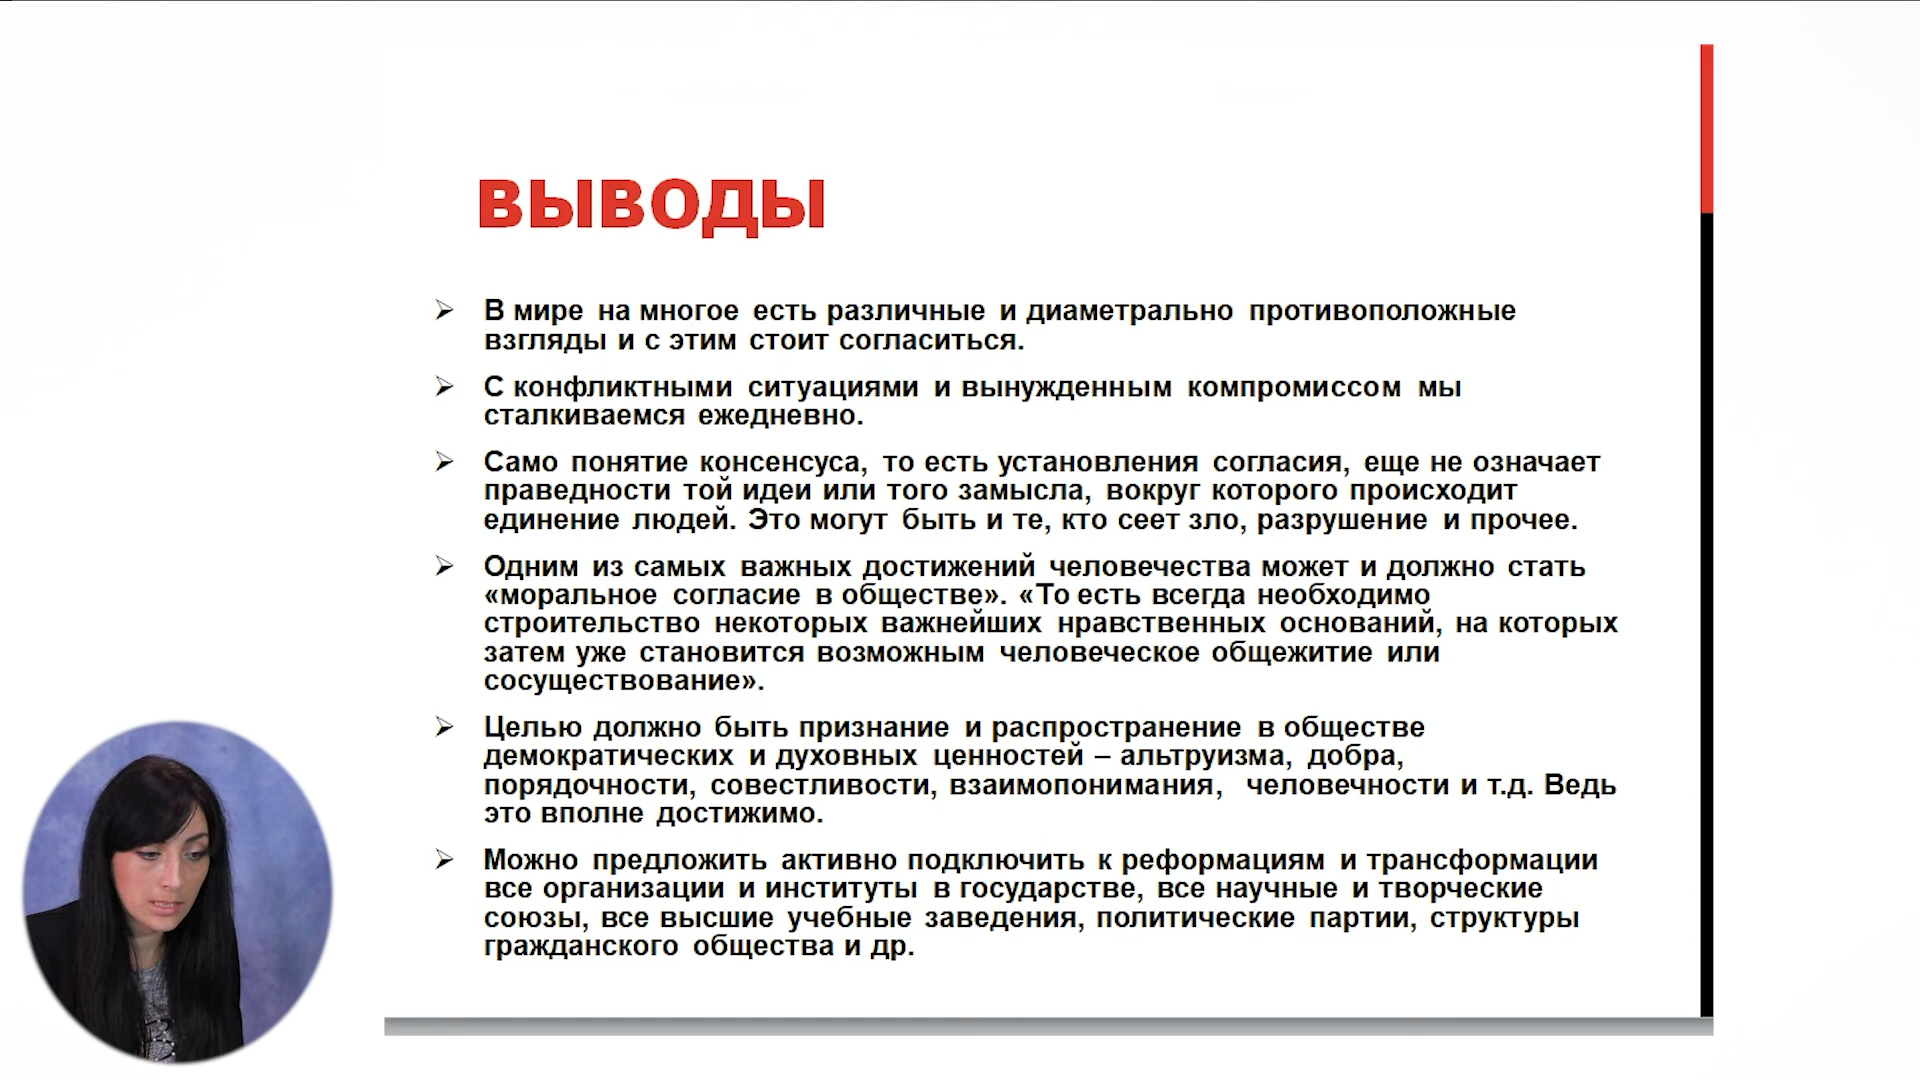 ВЫВОДЫ
В мире на многое есть различные и диаметрально противоположные
взгляды и с этим стоит согласиться.
С конфликтными ситуациями и вынужденным компромиссом мы
сталкиваемся ежедневно.
Само понятие консенсуса, то есть установления согласия, еще не означает
праведности той идеи или того замысла, вокруг которого происходит
единение людей. Это могут быть и те, кто сеет зло, разрушение и прочее.
Одним из самых важных достижений человечества может и должно стать
«моральное согласие в обществе». «То есть всегда необходимо
строительство некоторых важнейших нравственных оснований, на которых
затем уже становится возможным человеческое общежитие или
сосуществование».
Целью должно быть признание и распространение в обществе
демократических и духовных ценностей – альтруизма, добра,
порядочности, совестливости, взаимопонимания, человечности и т.д. Ведь
это вполне достижимо.
Можно предложить активно подключить к реформациям и трансформации
все организации и институты в государстве, все научные и творческие
союзы, все высшие учебные заведения, политические партии, структуры
гражданского общества и др.